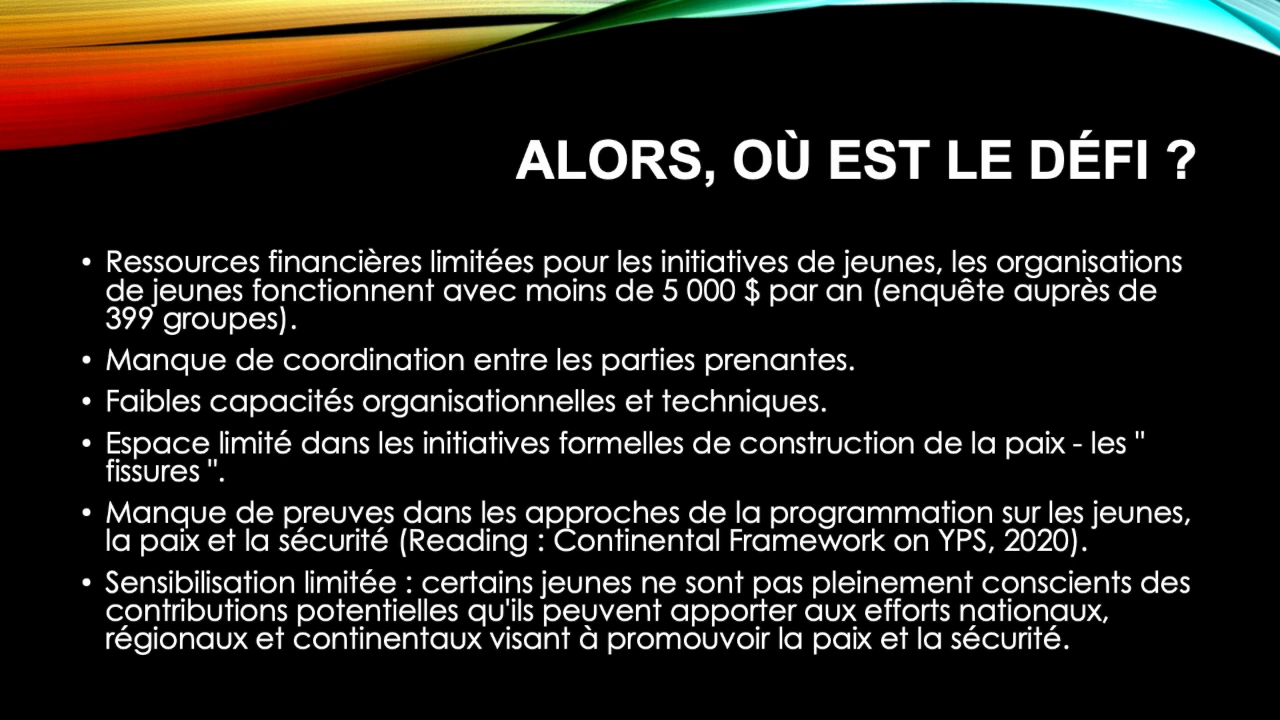 ALORS, OÙ EST LE DÉFI ?
• Ressources financières limitées pour les initiatives de jeunes, les organisations
de jeunes fonctionnent avec moins de 5 000 $ par an (enquête auprès de
399 groupes).
• Manque de coordination entre les parties prenantes.
• Faibles capacités organisationnelles et techniques.
• Espace limité dans les initiatives formelles de construction de la paix - les "
fissures ".
• Manque de preuves dans les approches de la programmation sur les jeunes,
la paix et la sécurité (Reading : Continental Framework on YPS, 2020).
• Sensibilisation limitée : certains jeunes ne sont pas pleinement conscients des
contributions potentielles qu'ils peuvent apporter aux efforts nationaux,
régionaux et continentaux visant à promouvoir la paix et la sécurité.